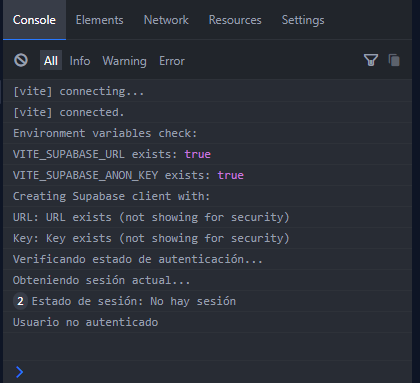 Console Elements Network Resources Settings
All Info Warning Error
[vite] connecting...
[vite] connected.
Environment variables check:
VITE_SUPABASE_URL exists: true
VITE_SUPABASE_ANON_KEY exists: true
Creating Supabase client with:
URL: URL exists (not showing for security)
Key: Key exists (not showing for security)
Verificando estado de autenticación...
Obteniendo sesión actual...
2 Estado de sesión: No hay sesión
Usuario no autenticado